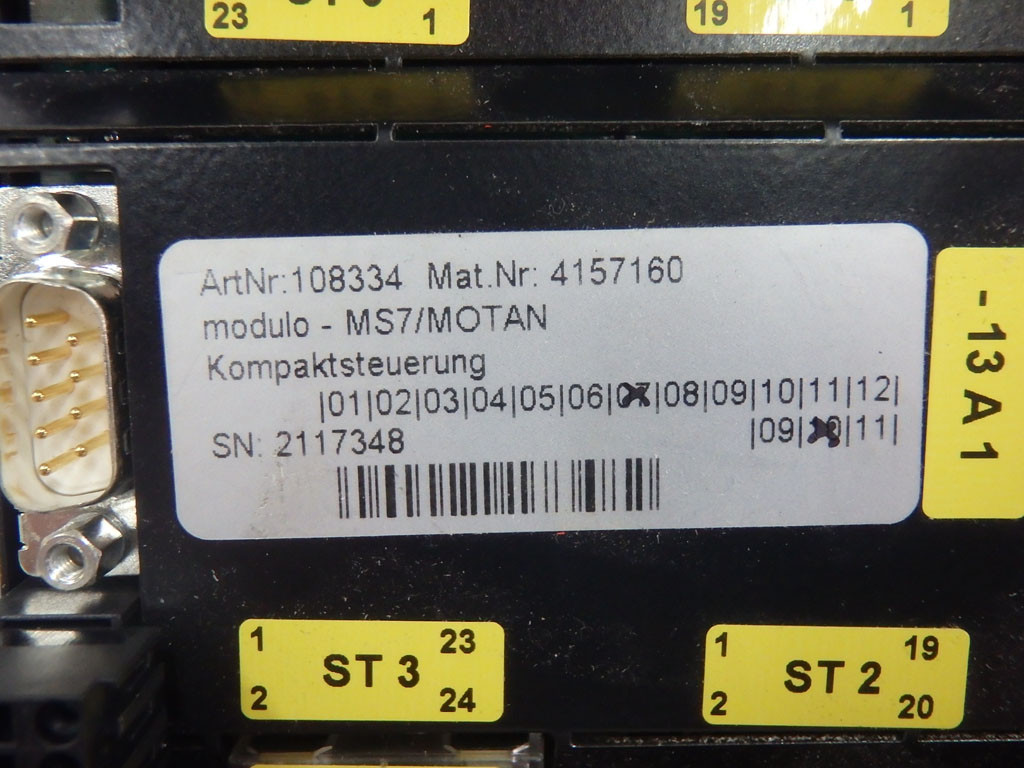 23 1
19 1
ArtNr:108334 Mat.Nr: 4157160
modulo - MS7/MOTAN
Kompaktsteuerung
|01|02|03|04|05|06|07|08|09|10|11|12|
SN: 2117348 |09|10|11|
- 13 A 1
1 23
ST 3
2 24
1 19
ST 2
2 20